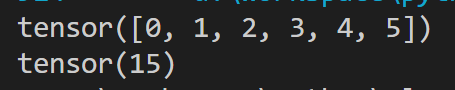 tensor([0, 1, 2, 3, 4, 5])
tensor(15)